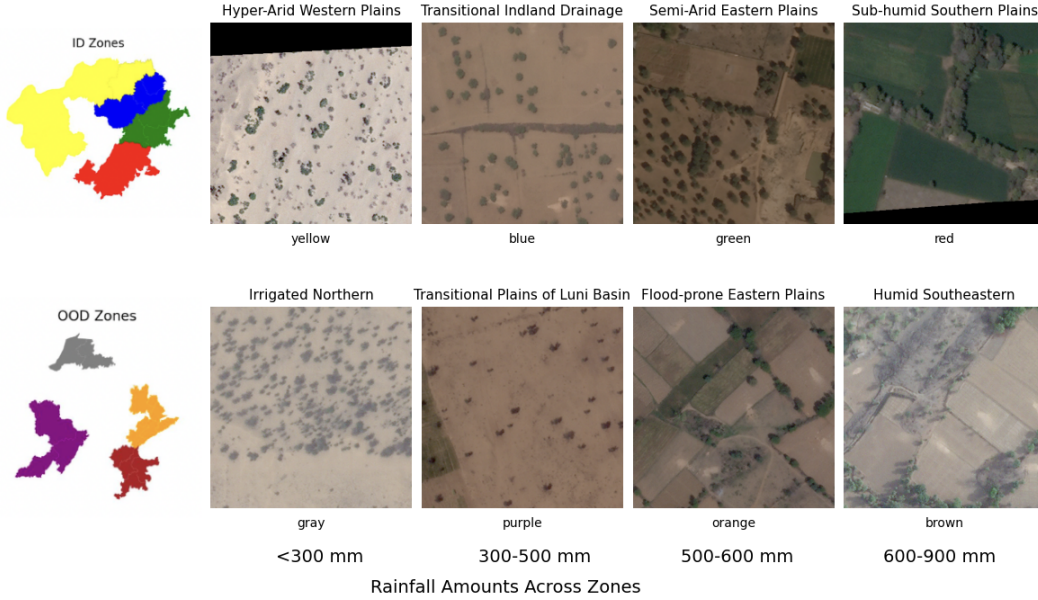 Hyper-Arid Western Plains
Transitional Indland Drainage
Semi-Arid Eastern Plains
Sub-humid Southern Plains
ID Zones
yellow
blue
green
red
Irrigated Northern
Transitional Plains of Luni Basin
Flood-prone Eastern Plains
Humid Southeastern
OOD Zones
gray
purple
orange
brown
<300 mm
300-500 mm
500-600 mm
600-900 mm
Rainfall Amounts Across Zones